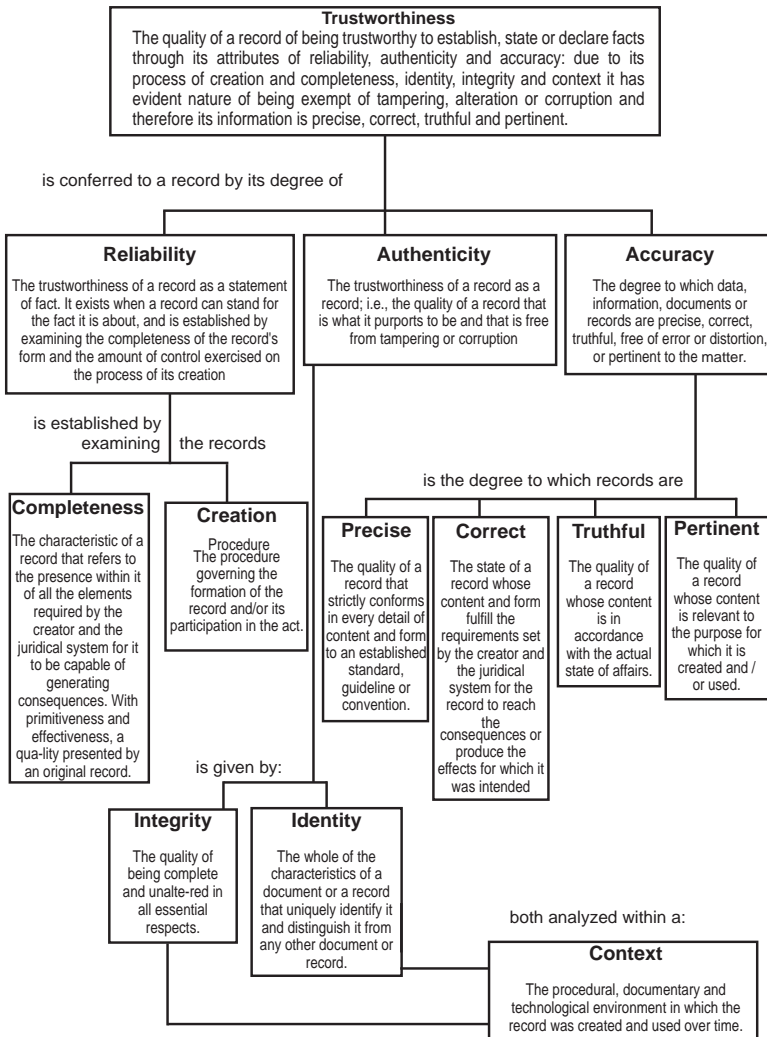 Trustworthiness
The quality of a record of being trustworthy to establish, state or declare facts
through its attributes of reliability, authenticity and accuracy: due to its
process of creation and completeness, identity, integrity and context it has
evident nature of being exempt of tampering, alteration or corruption and
therefore its information is precise, correct, truthful and pertinent.
is conferred to a record by its degree of
Reliability
The trustworthiness of a record as a statement
of fact. It exists when a record can stand for
the fact it is about, and is established by
examining the completeness of the record's
form and the amount of control exercised on
the process of its creation
Authenticity
The trustworthiness of a record as a
record; i.e., the quality of a record that
is what it purports to be and that is free
from tampering or corruption
Accuracy
The degree to which data,
information, documents or
records are precise, correct,
truthful, free of error or distortion,
or pertinent to the matter.
is established by
examining the records
Completeness
The characteristic of a
record that refers to
the presence within it
of all the elements
required by the
creator and the
juridical system for it
to be capable of
generating
consequences. With
primitiveness and
effectiveness, a
qua-lity presented by
an original record.
Creation
Procedure
The procedure
governing the
formation of the
record and/or its
participation in the act.
is the degree to which records are
Precise
The quality of a
record that
strictly conforms
in every detail of
content and form
to an established
standard,
guideline or
convention.
Correct
The state of a
record whose
content and form
fulfill the
requirements set
by the creator and
the juridical
system for the
record to reach
the
consequences or
produce the
effects for which it
was intended
Truthful
The quality of
a record
whose content
is in
accordance
with the actual
state of affairs.
Pertinent
The quality of
a record
whose content
is relevant to
the purpose for
which it is
created and /
or used.
is given by:
Integrity
The quality of
being complete
and unalte-red in
all essential
respects.
Identity
The whole of the
characteristics of a
document or a record
that uniquely identify it
and distinguish it from
any other document or
record.
both analyzed within a:
Context
The procedural, documentary and
technological environment in which the
record was created and used over time.